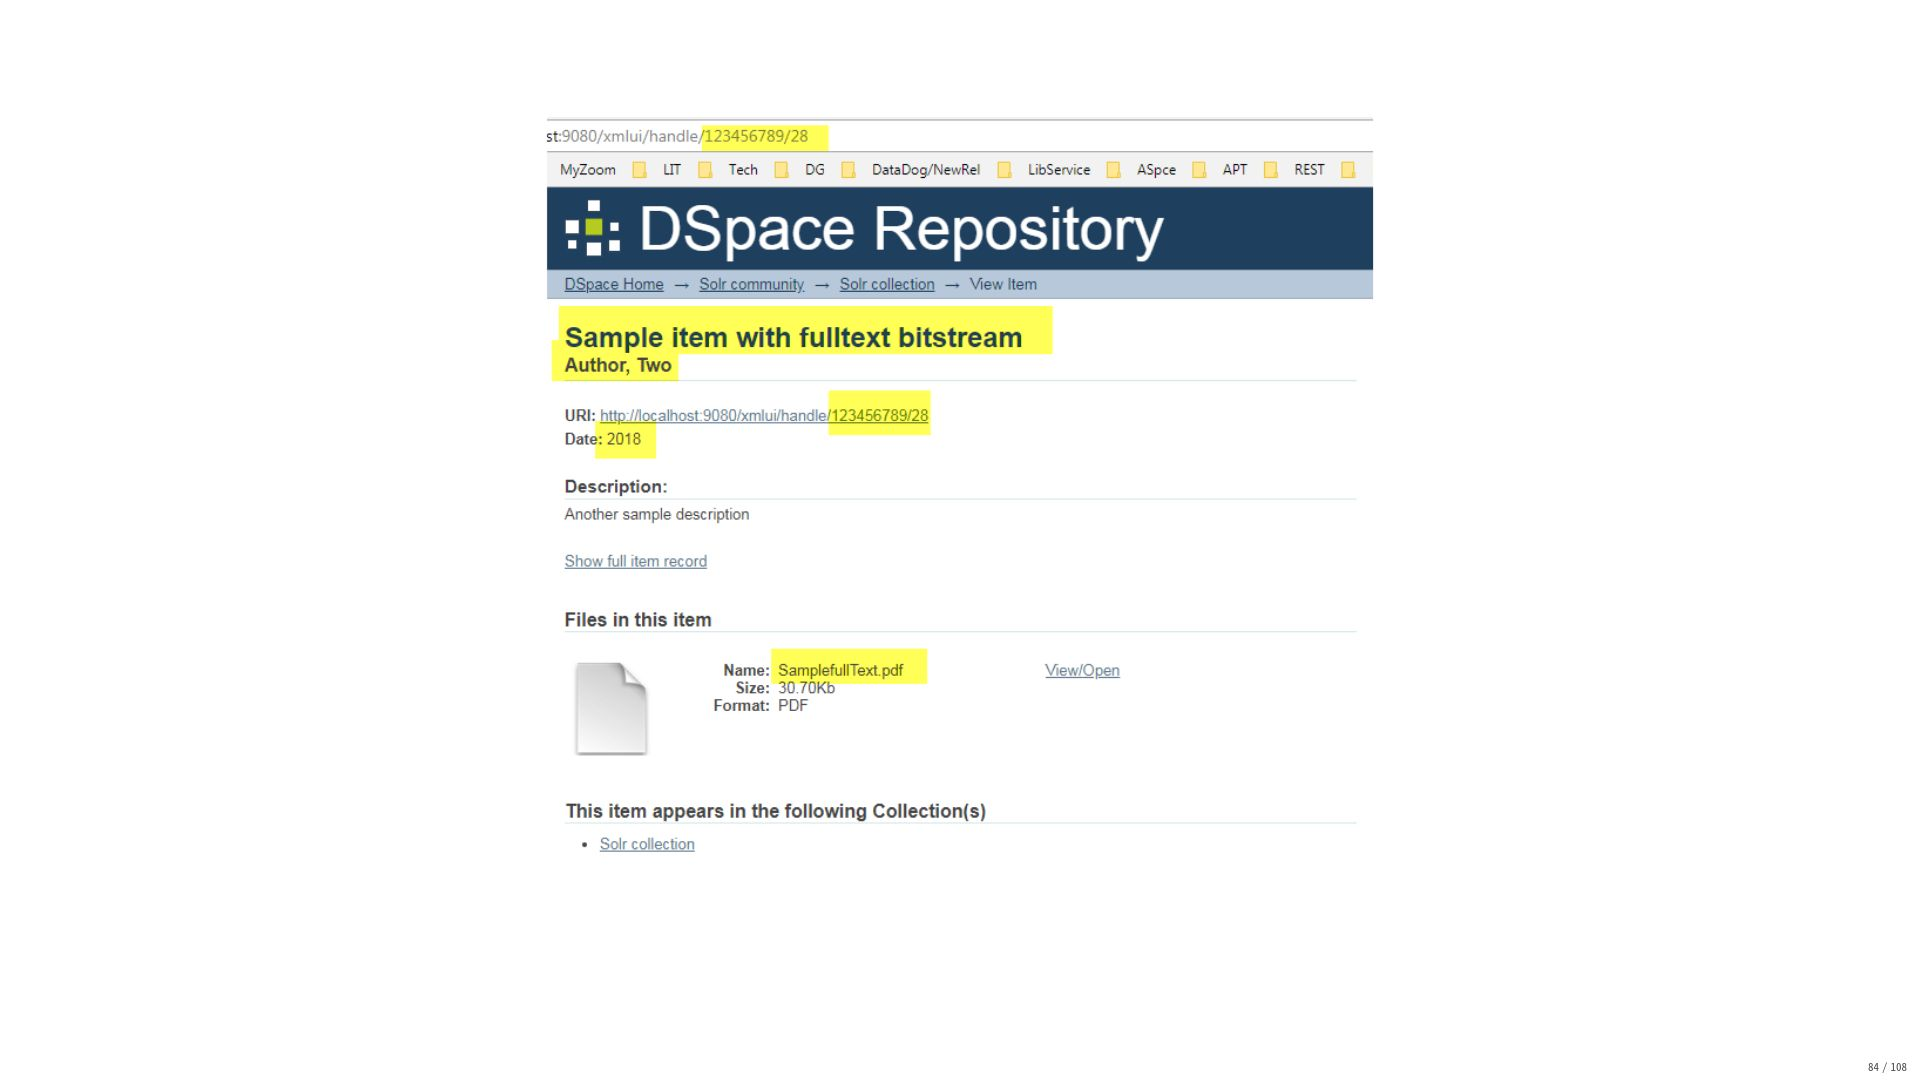 st:9080/xmlui/handle/123456789/28
MyZoom LIT Tech DG DataDog/NewRel LibService ASpce APT REST
DSpace Repository
DSpace Home → Solr community → Solr collection → View Item
Sample item with fulltext bitstream
Author, Two
URI: http://localhost:9080/xmlui/handle/123456789/28
Date: 2018
Description:
Another sample description
Show full item record
Files in this item
Name: SamplefullText.pdf View/Open
Size: 30.70Kb
Format: PDF
This item appears in the following Collection(s)
• Solr collection
84 / 108